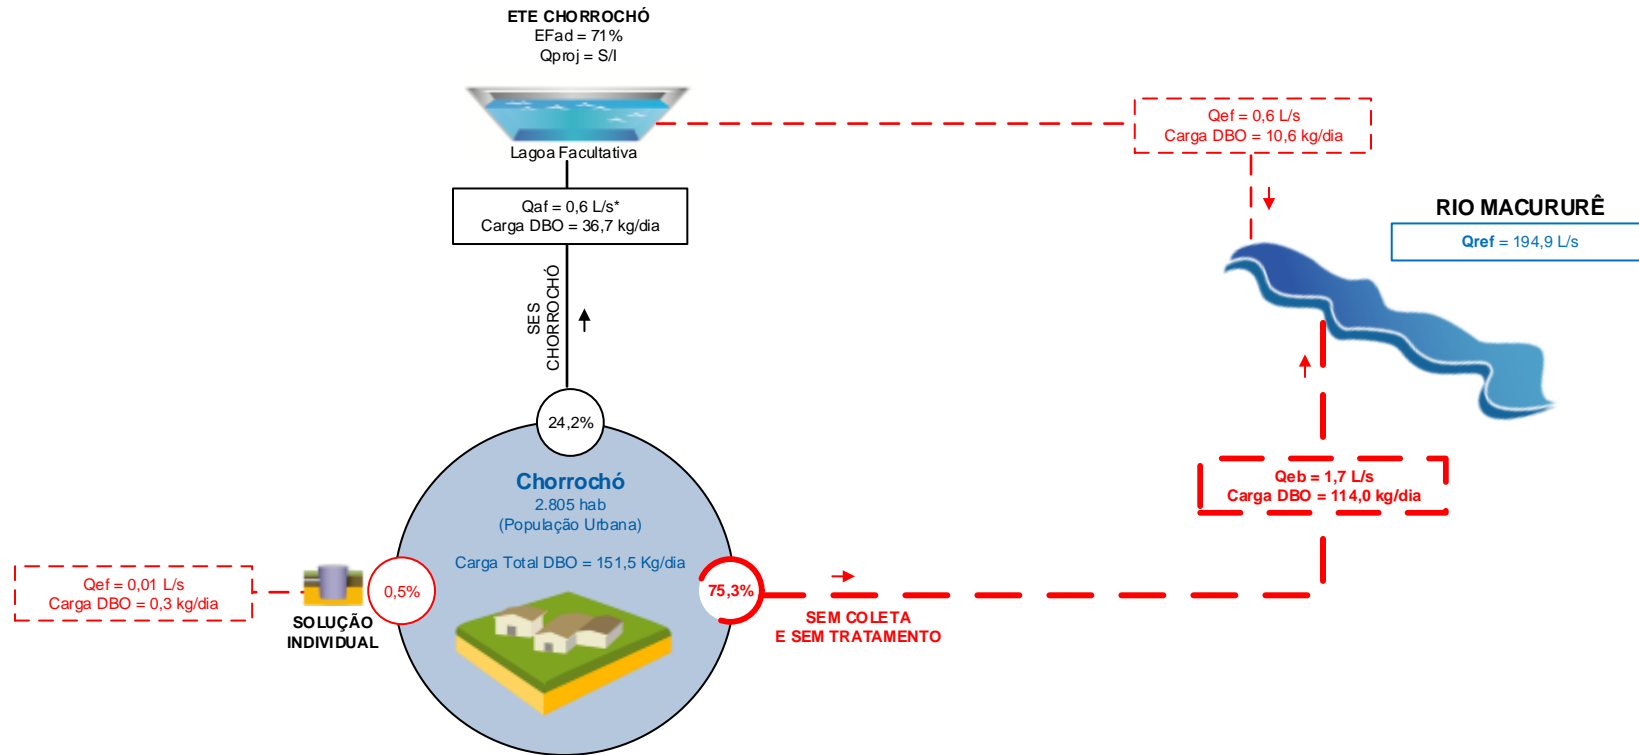 ETE CHORROCHÓ
EFad = 71%
Qproj = S/I
Lagoa Facultativa
Qaf = 0,6 L/s*
Carga DBO = 36,7 kg/dia
Qef = 0,6 L/s
Carga DBO = 10,6 kg/dia
RIO MACURURÊ
Qref = 194,9 L/s
SES
CHORROCHÓ
24,2%
Chorrochó
2.805 hab
(População Urbana)
Carga Total DBO = 151,5 Kg/dia
Qef = 0,01 L/s
Carga DBO = 0,3 kg/dia
SOLUÇÃO
INDIVIDUAL
0,5%
75,3%
SEM COLETA
E SEM TRATAMENTO
Qeb = 1,7 L/s
Carga DBO = 114,0 kg/dia